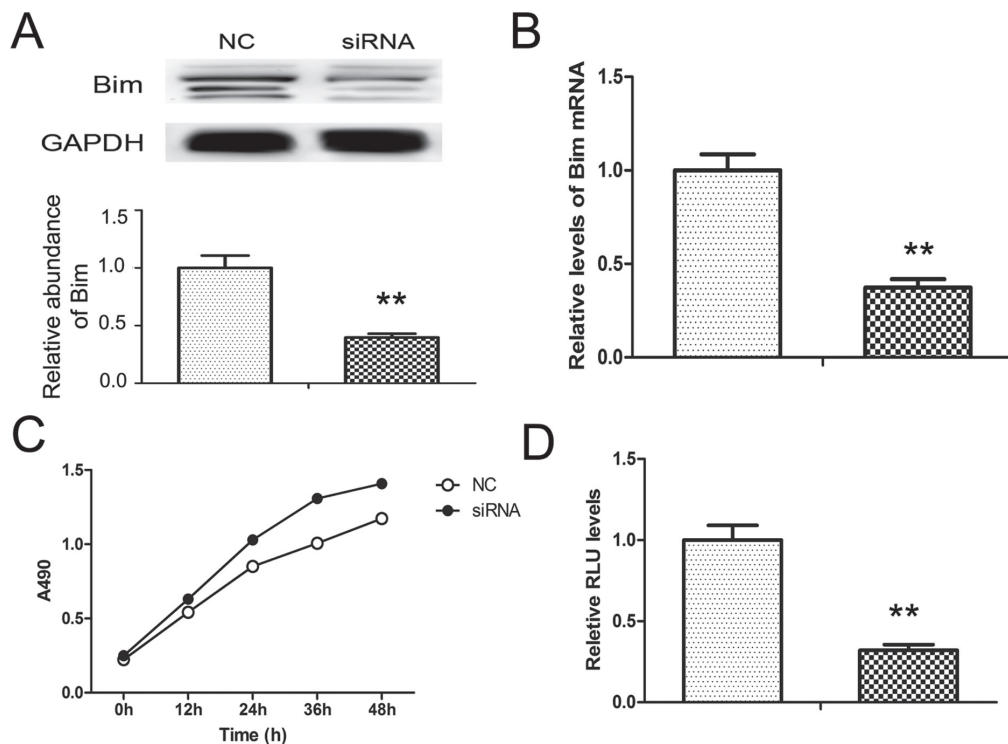 A
NC siRNA
Bim
GAPDH
Relative abundance
of Bim
1.5
1.0
0.5
0.0
**
B
Relative levels of Bim mRNA
1.5
1.0
0.5
0.0
**
C
A490
1.5
1.0
0.5
0.0
0h 12h 24h 36h 48h
Time (h)
NC
siRNA
D
Reletive RLU levels
1.5
1.0
0.5
0.0
**